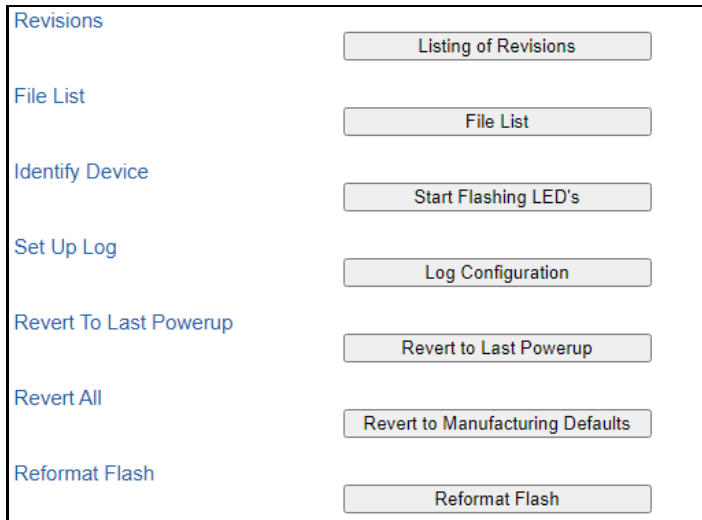 Revisions
Listing of Revisions
File List
File List
Identify Device
Start Flashing LED's
Set Up Log
Log Configuration
Revert To Last Powerup
Revert to Last Powerup
Revert All
Revert to Manufacturing Defaults
Reformat Flash
Reformat Flash